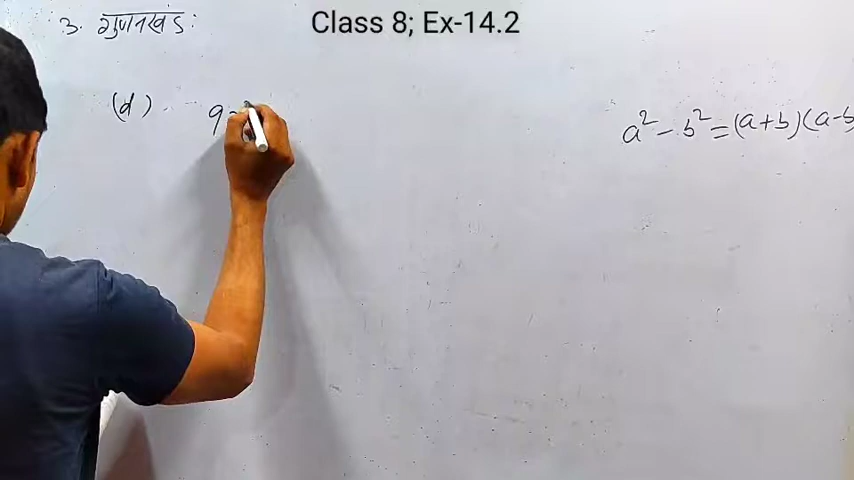 Class 8; Ex-14.2
3. गुणनखंड :
(d) 9
a² - b² = (a+b)(a-b